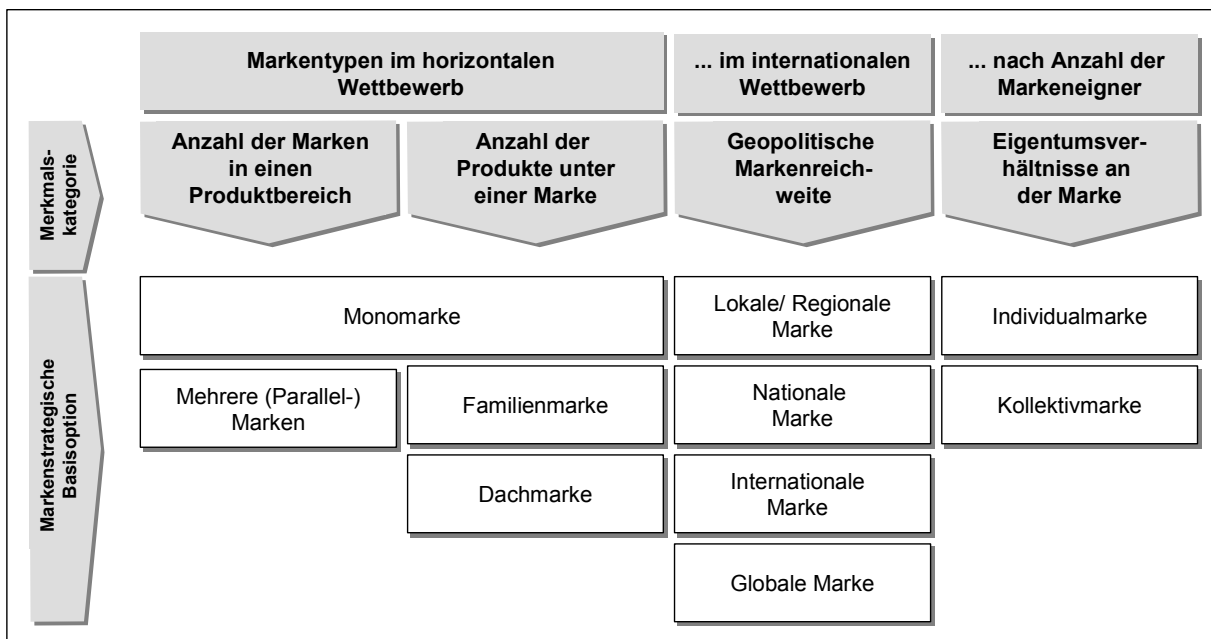 Markentypen im horizontalen
Wettbewerb
... im internationalen
Wettbewerb
... nach Anzahl der
Markeneigner
Merkmals-
kategorie
Anzahl der Marken
in einen
Produktbereich
Anzahl der
Produkte unter
einer Marke
Geopolitische
Markenreich-
weite
Eigentumsver-
hältnisse an
der Marke
Markenstrategische
Basisoption
Monomarke
Lokale/ Regionale
Marke
Individualmarke
Mehrere (Parallel-)
Marken
Familienmarke
Nationale
Marke
Kollektivmarke
Dachmarke
Internationale
Marke
Globale Marke